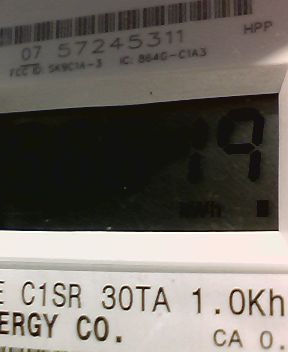 HPP
07 57245311
FCC ID: SK9C1A-3 IC: 864G-C1A3
19
kWh
E C1SR 30TA 1.0Kh
ERGY CO.
CA 0.